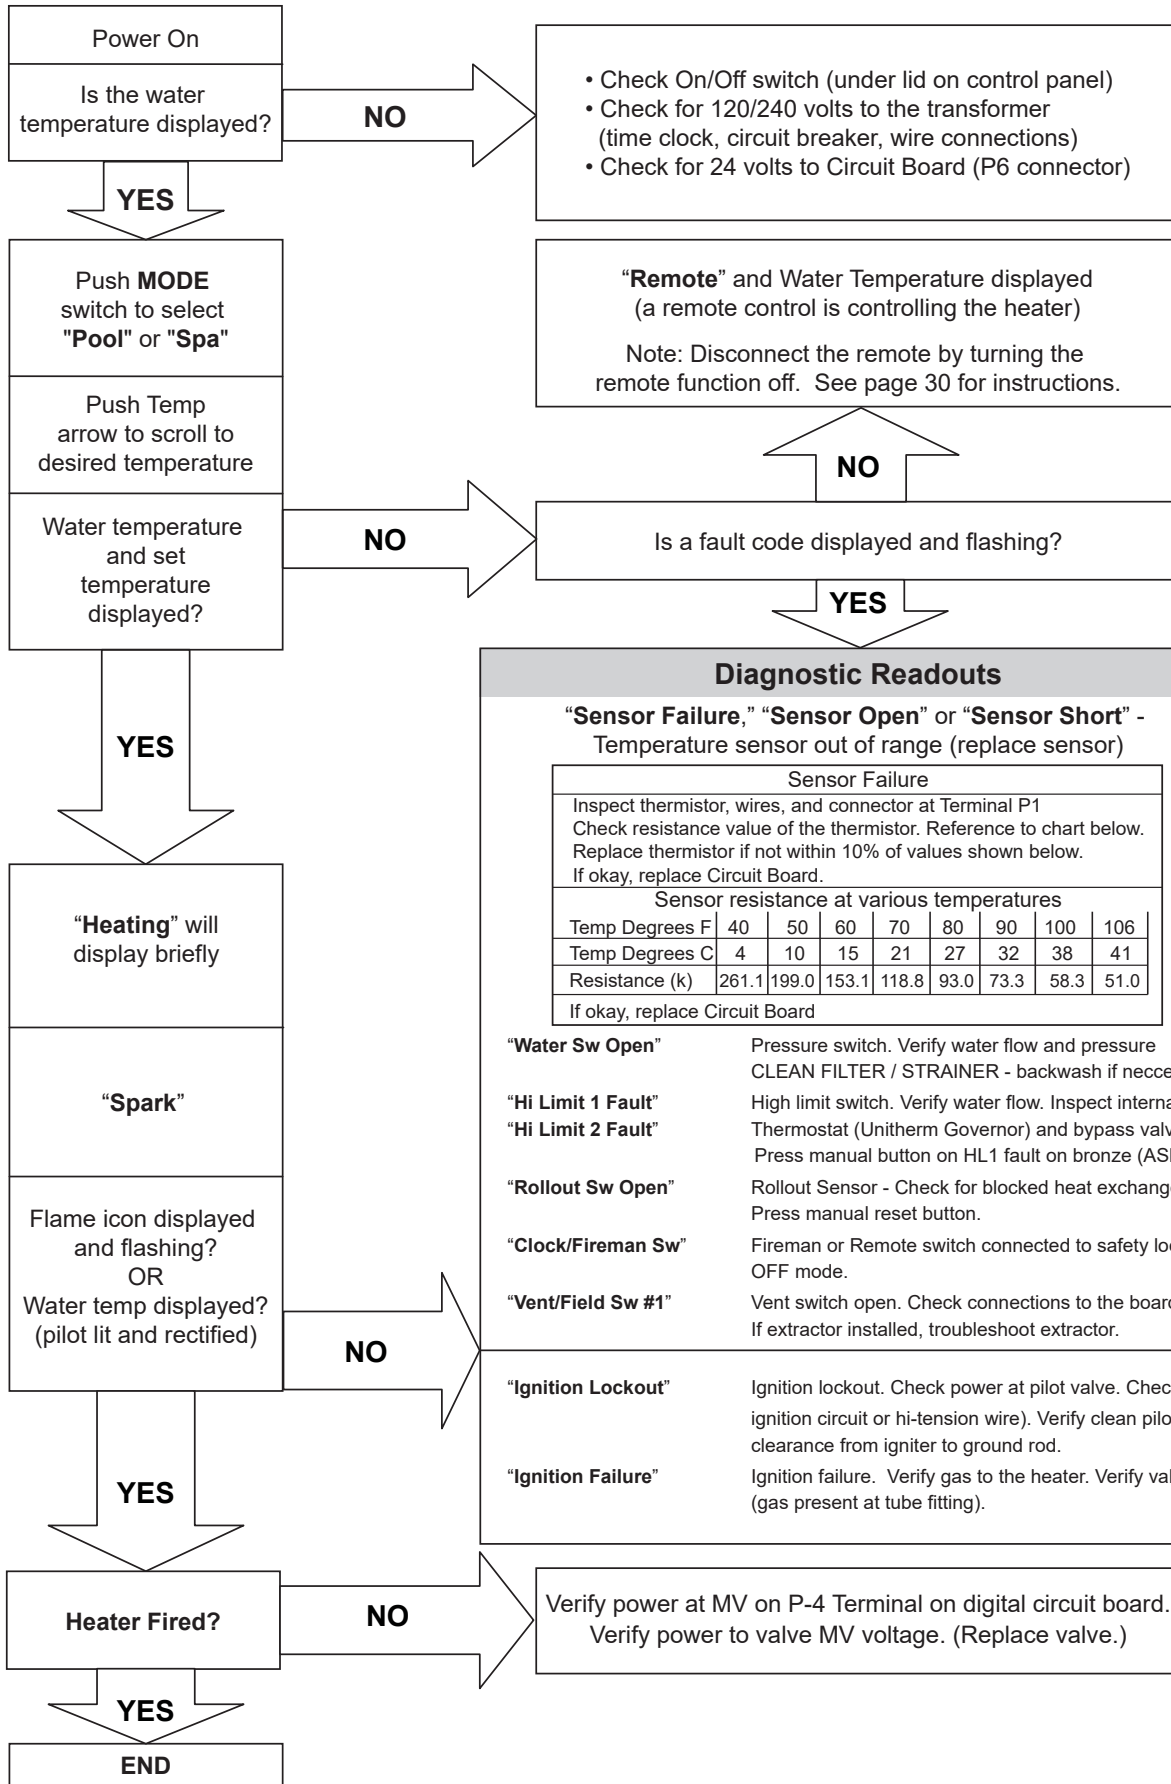 Power On
Is the water
temperature displayed?
NO
• Check On/Off switch (under lid on control panel)
• Check for 120/240 volts to the transformer
(time clock, circuit breaker, wire connections)
• Check for 24 volts to Circuit Board (P6 connector)
YES
Push MODE
switch to select
"Pool" or "Spa"
Push Temp
arrow to scroll to
desired temperature
Water temperature
and set
temperature
displayed?
NO
Is a fault code displayed and flashing?
NO
“Remote” and Water Temperature displayed
(a remote control is controlling the heater)
Note: Disconnect the remote by turning the
remote function off. See page 30 for instructions.
YES
Diagnostic Readouts
“Sensor Failure,” “Sensor Open” or “Sensor Short” -
Temperature sensor out of range (replace sensor)
Sensor Failure
Inspect thermistor, wires, and connector at Terminal P1
Check resistance value of the thermistor. Reference to chart below.
Replace thermistor if not within 10% of values shown below.
If okay, replace Circuit Board.
Sensor resistance at various temperatures
Temp Degrees F 40 50 60 70 80 90 100 106
Temp Degrees C 4 10 15 21 27 32 38 41
Resistance (k) 261.1 199.0 153.1 118.8 93.0 73.3 58.3 51.0
If okay, replace Circuit Board
“Water Sw Open” Pressure switch. Verify water flow and pressure
CLEAN FILTER / STRAINER - backwash if
“Hi Limit 1 Fault” High limit switch. Verify water flow. Inspect
“Hi Limit 2 Fault” Thermostat (Unitherm Governor) and bypass
Press manual button on HL1 fault on bronze
“Rollout Sw Open” Rollout Sensor - Check for blocked heat
Press manual reset button.
“Clock/Fireman Sw” Fireman or Remote switch connected to safety
OFF mode.
“Vent/Field Sw #1” Vent switch open. Check connections to the
If extractor installed, troubleshoot extractor.
“Ignition Lockout” Ignition lockout. Check power at pilot valve.
ignition circuit or hi-tension wire). Verify clean
clearance from igniter to ground rod.
“Ignition Failure” Ignition failure. Verify gas to the heater. Verify
(gas present at tube fitting).
YES
“Heating” will
display briefly
“Spark”
Flame icon displayed
and flashing?
OR
Water temp displayed?
(pilot lit and rectified)
NO
YES
Heater Fired?
NO
Verify power at MV on P-4 Terminal on digital circuit board.
Verify power to valve MV voltage. (Replace valve.)
YES
END